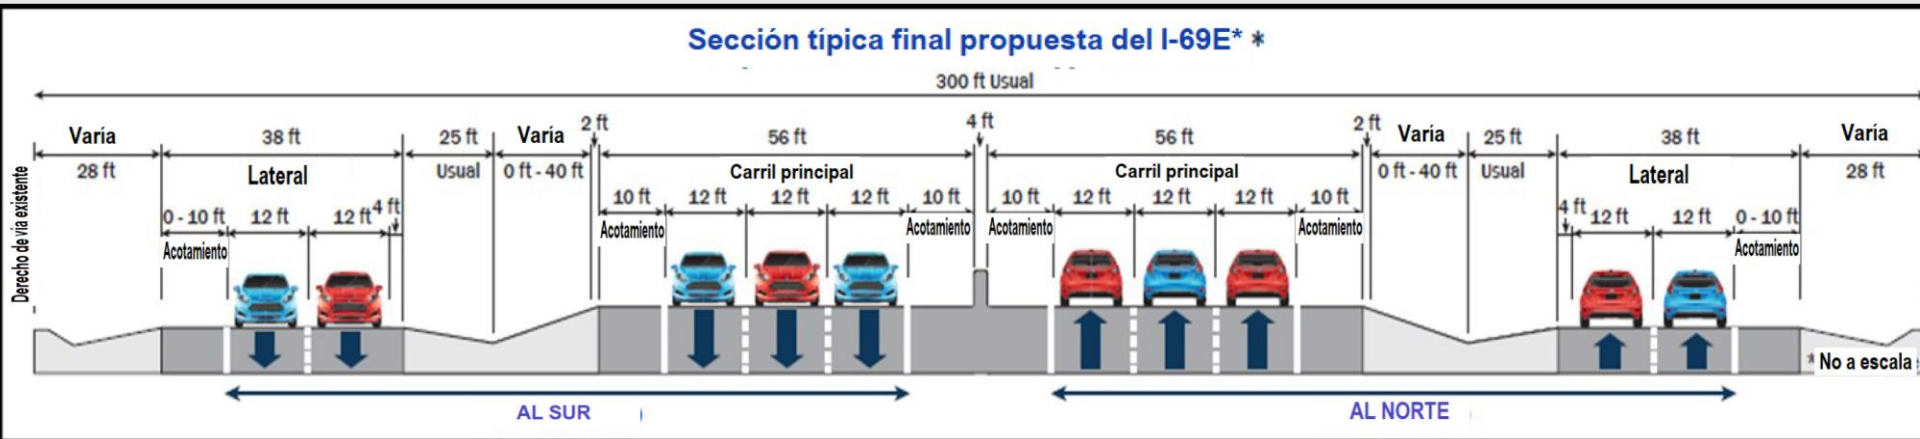 Sección típica final propuesta del I-69E* *
300 ft Usual
Varía 38 ft 25 ft Varía 2 ft 56 ft 4 ft 56 ft 2 ft Varía 25 ft 38 ft Varía
28 ft Lateral Usual 0 ft - 40 ft Carril principal Carril principal 0 ft - 40 ft Usual Lateral 28 ft
10 ft 12 ft 12 ft 12 ft 10 ft 10 ft 12 ft 12 ft 12 ft 10 ft
0 - 10 ft 12 ft 12 ft 4 ft Acotamiento Acotamiento Acotamiento Acotamiento 4 ft 12 ft 12 ft 0 - 10 ft
Acotamiento Acotamiento
Derecho de vía existente
* No a escala
AL SUR AL NORTE